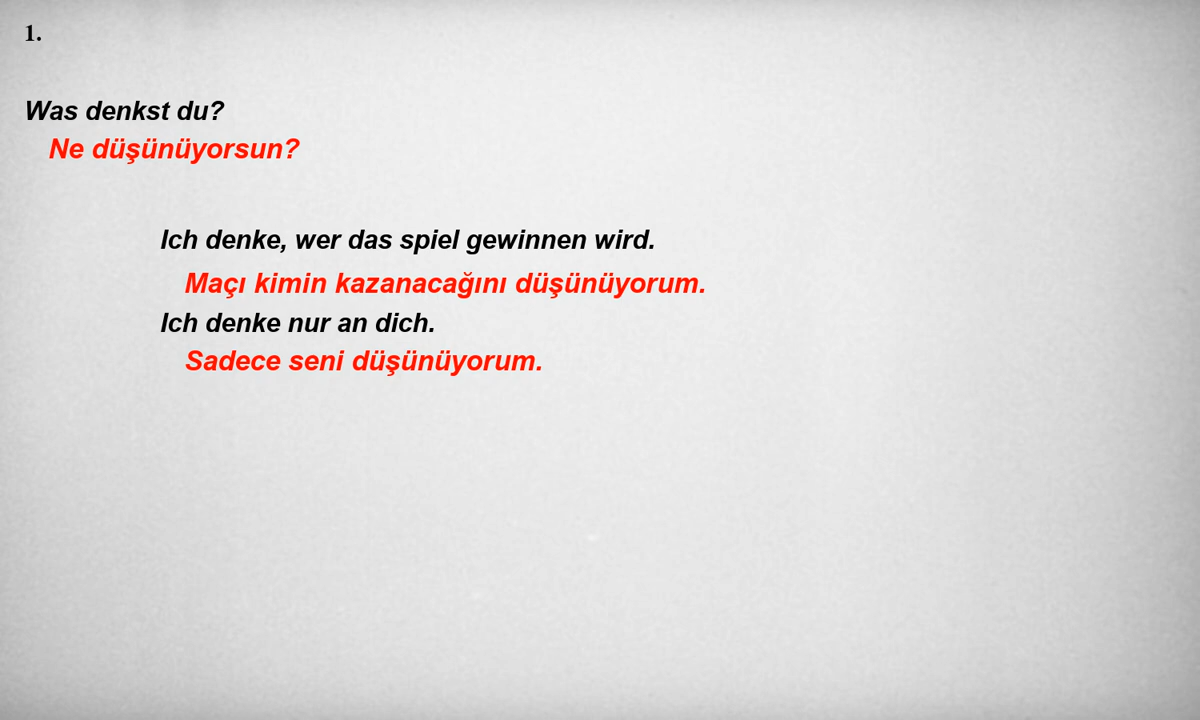 1.
Was denkst du?
Ne düşünüyorsun?
Ich denke, wer das spiel gewinnen wird.
Maçı kimin kazanacağını düşünüyorum.
Ich denke nur an dich.
Sadece seni düşünüyorum.